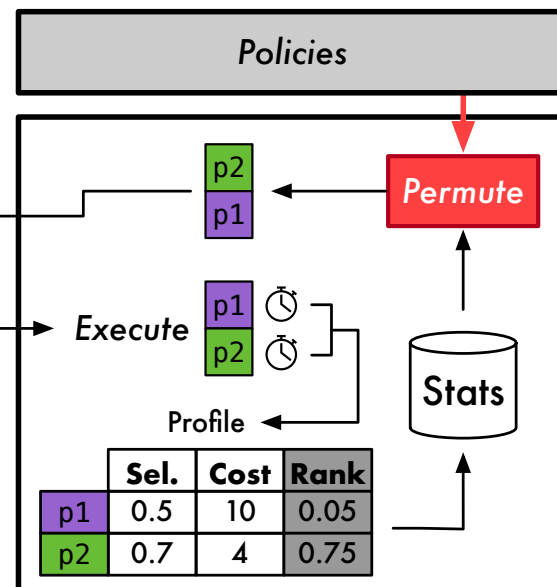 Policies
p2
p1
Permute
Execute
p1
p2
Stats
Profile
Sel. Cost Rank
p1 0.5 10 0.05
p2 0.7 4 0.75